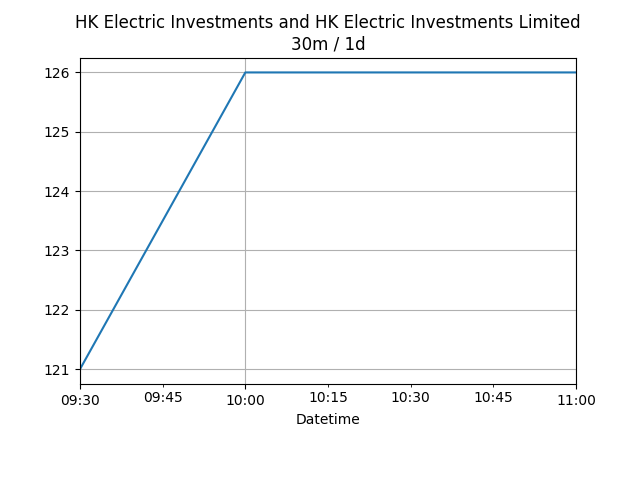 HK Electric Investments and HK Electric Investments Limited
30m / 1d
126
125
124
123
122
121
09:30 09:45 10:00 10:15 10:30 10:45 11:00
Datetime